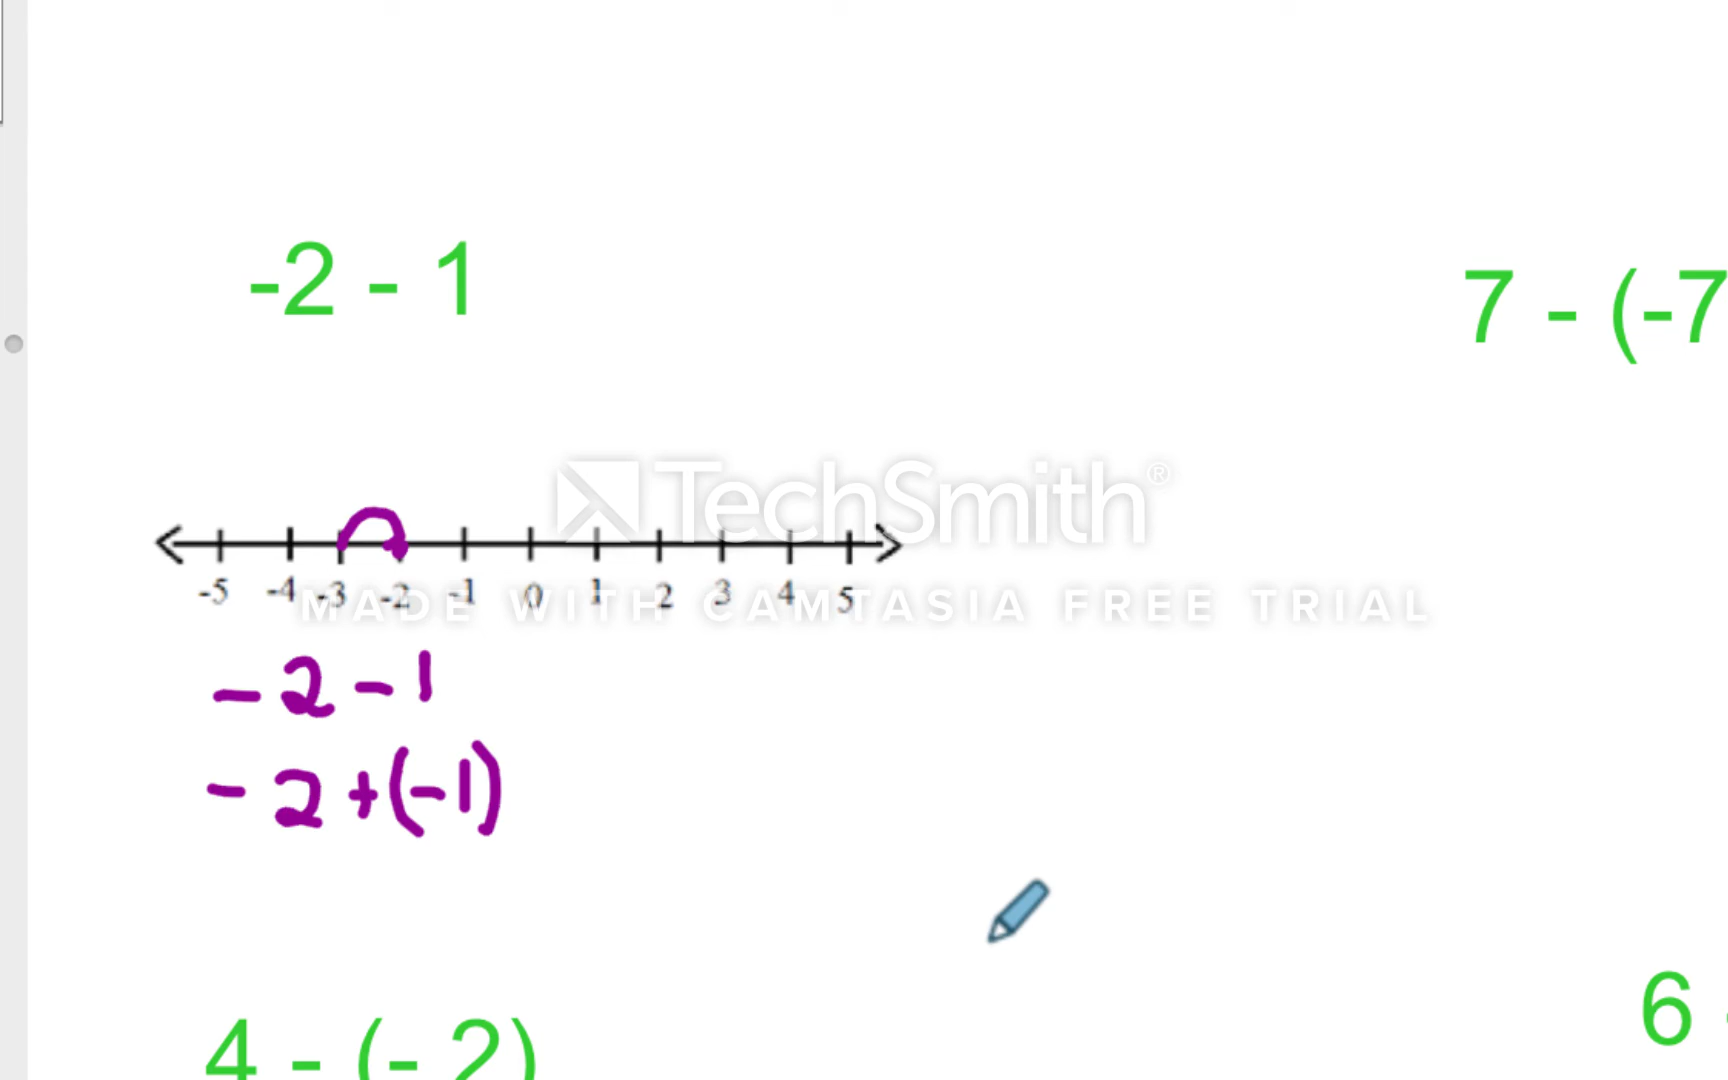 -2 - 1
7 - (-7
TechSmith®
-5 -4 -3 -2 -1 0 1 2 3 4 5
MADE WITH CAMTASIA FREE TRIAL
-2-1
-2+(-1)
4 - (- 2)
6